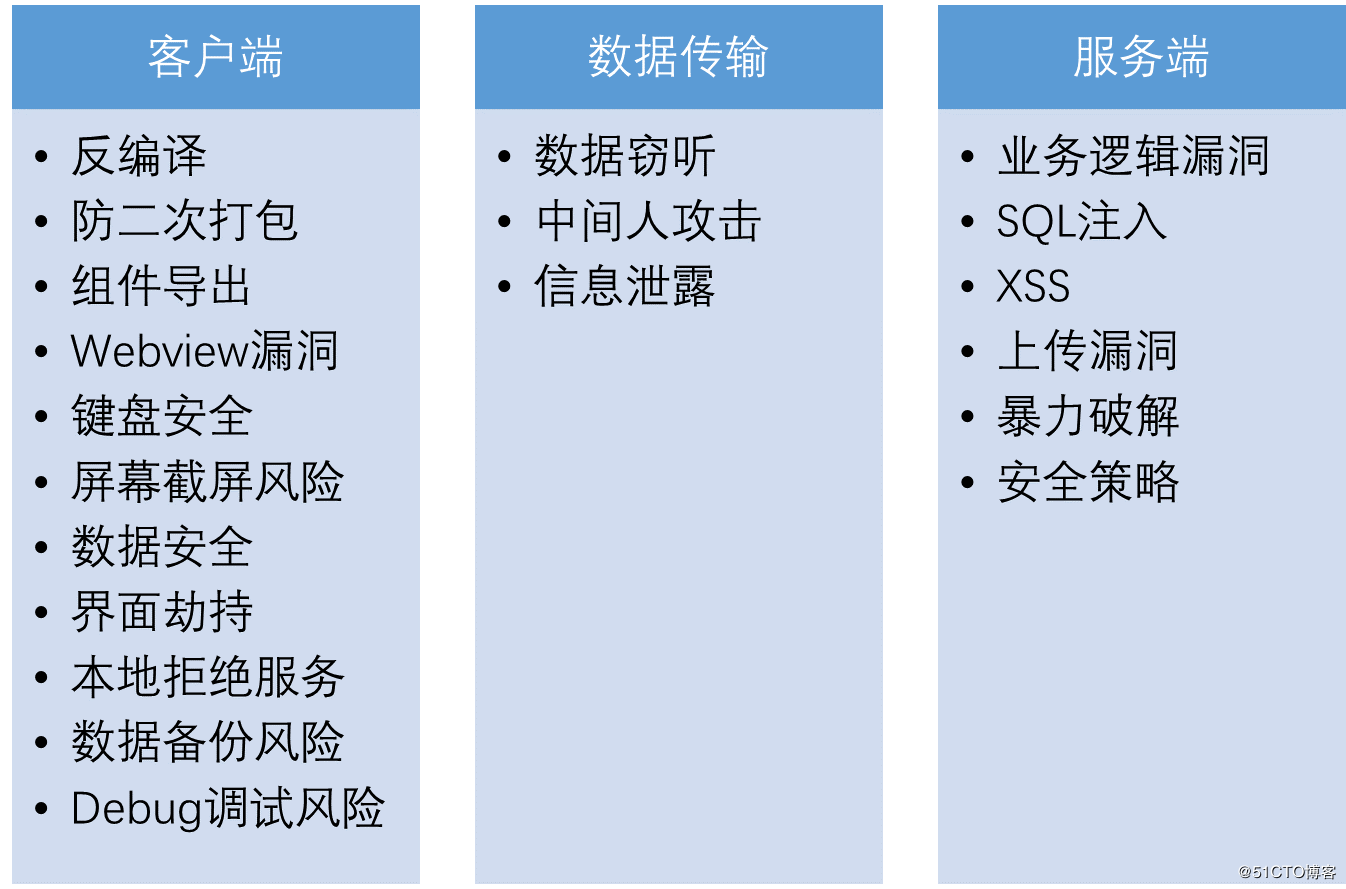 客户端
• 反编译
• 防二次打包
• 组件导出
• Webview漏洞
• 键盘安全
• 屏幕截屏风险
• 数据安全
• 界面劫持
• 本地拒绝服务
• 数据备份风险
• Debug调试风险
数据传输
• 数据窃听
• 中间人攻击
• 信息泄露
服务端
• 业务逻辑漏洞
• SQL注入
• XSS
• 上传漏洞
• 暴力破解
• 安全策略
@51CTO博客